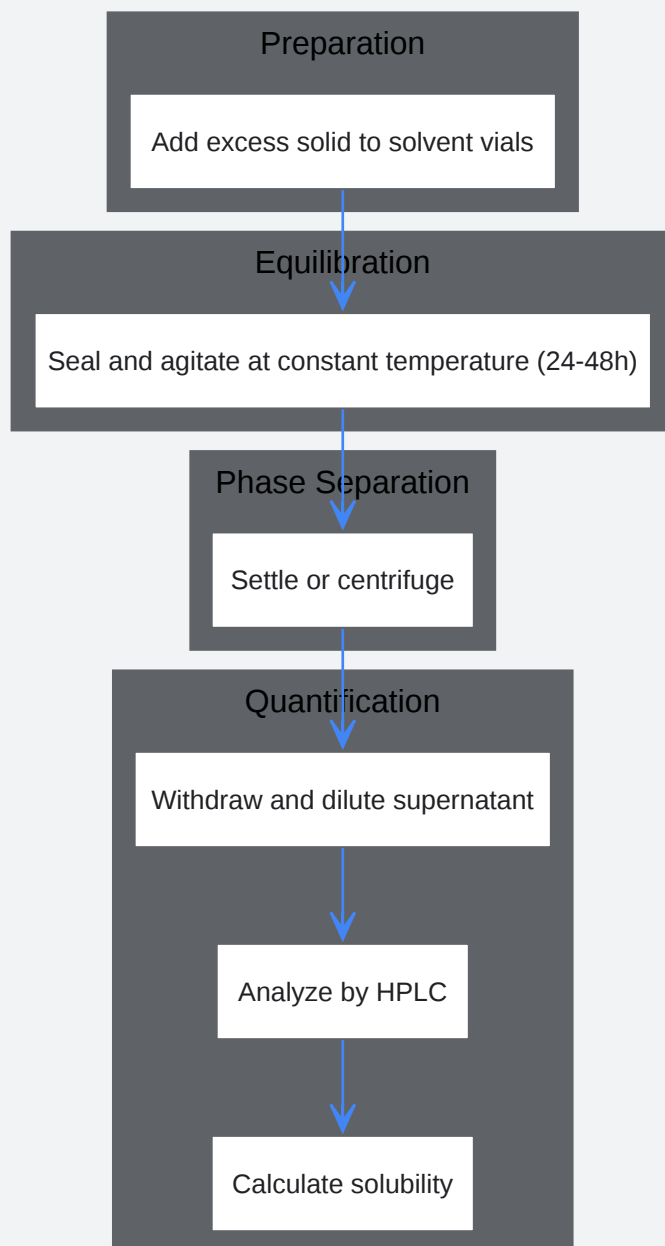 Preparation
Add excess solid to solvent vials
Equilibration
Seal and agitate at constant temperature (24-48h)
Phase Separation
Settle or centrifuge
Quantification
Withdraw and dilute supernatant
Analyze by HPLC
Calculate solubility